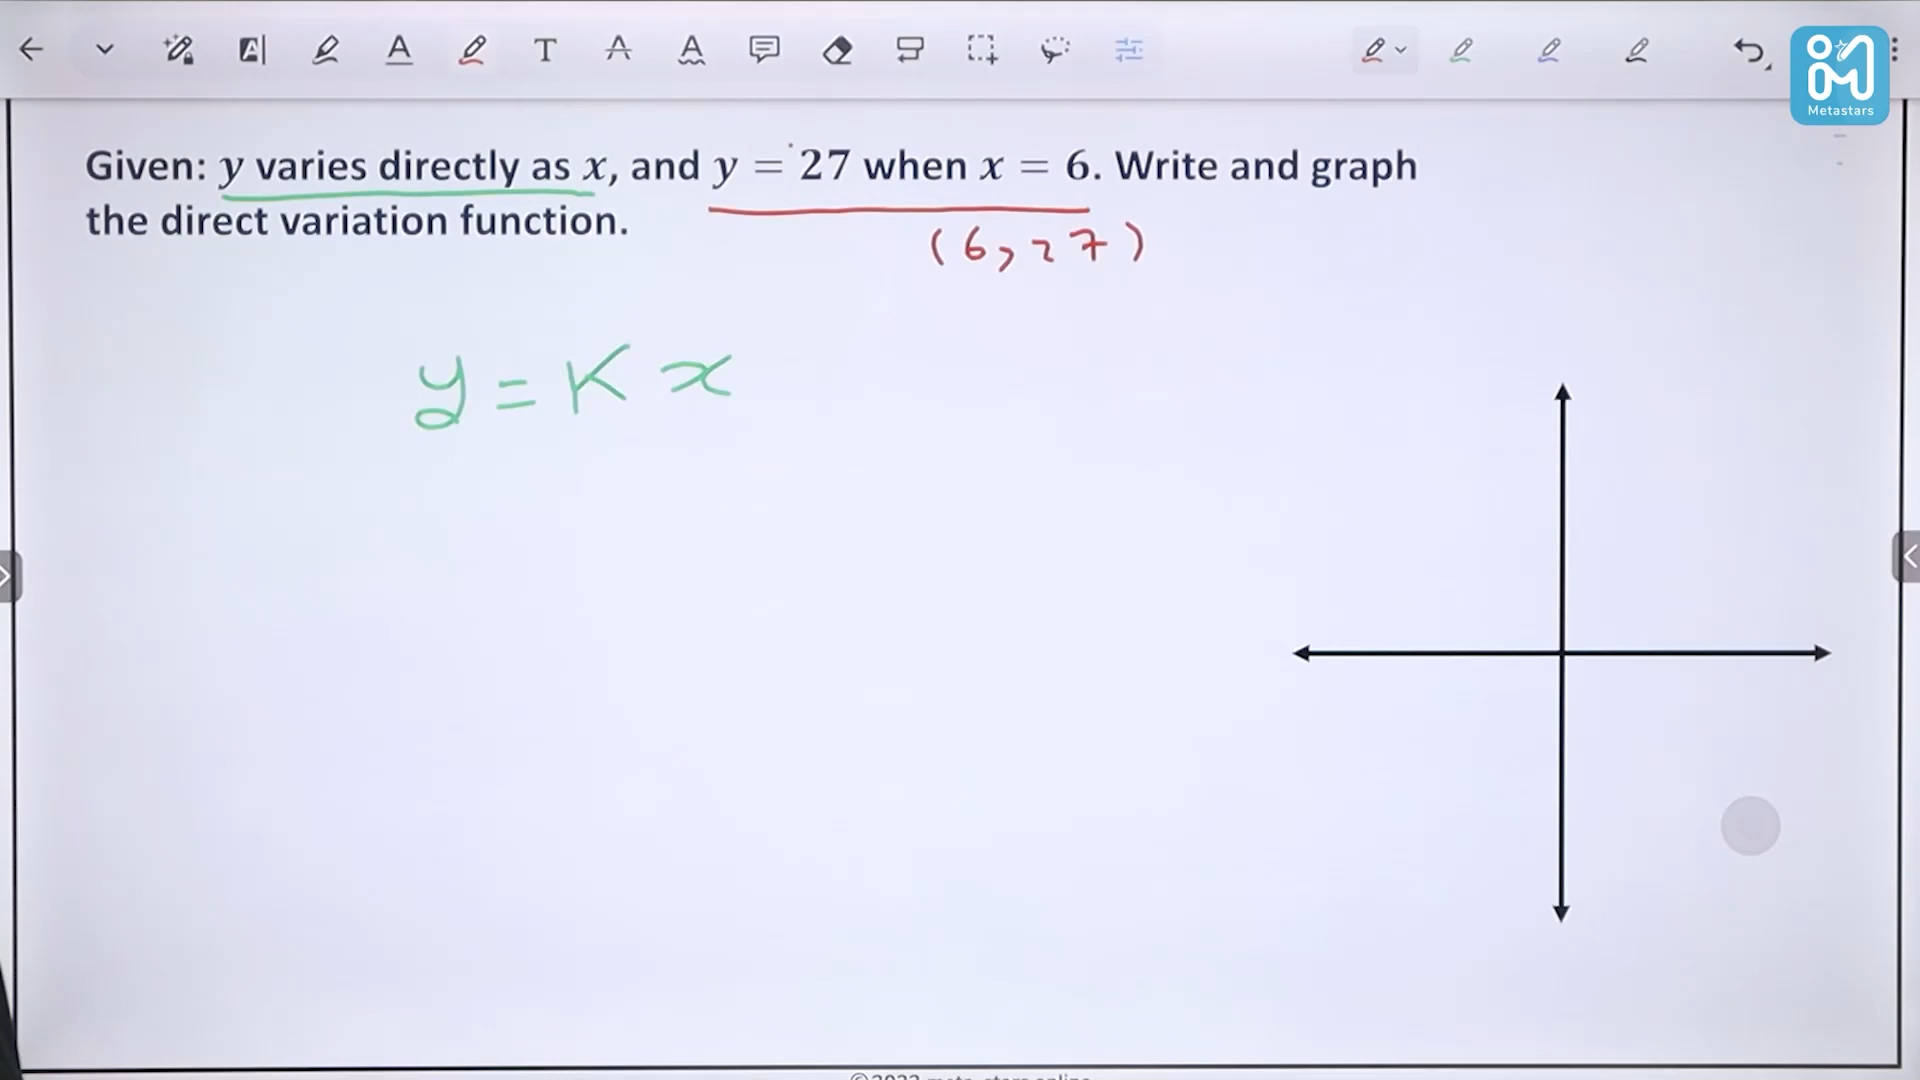 Metastars
Given: y varies directly as x, and y = 27 when x = 6. Write and graph
the direct variation function.
(6,27)
y = K x